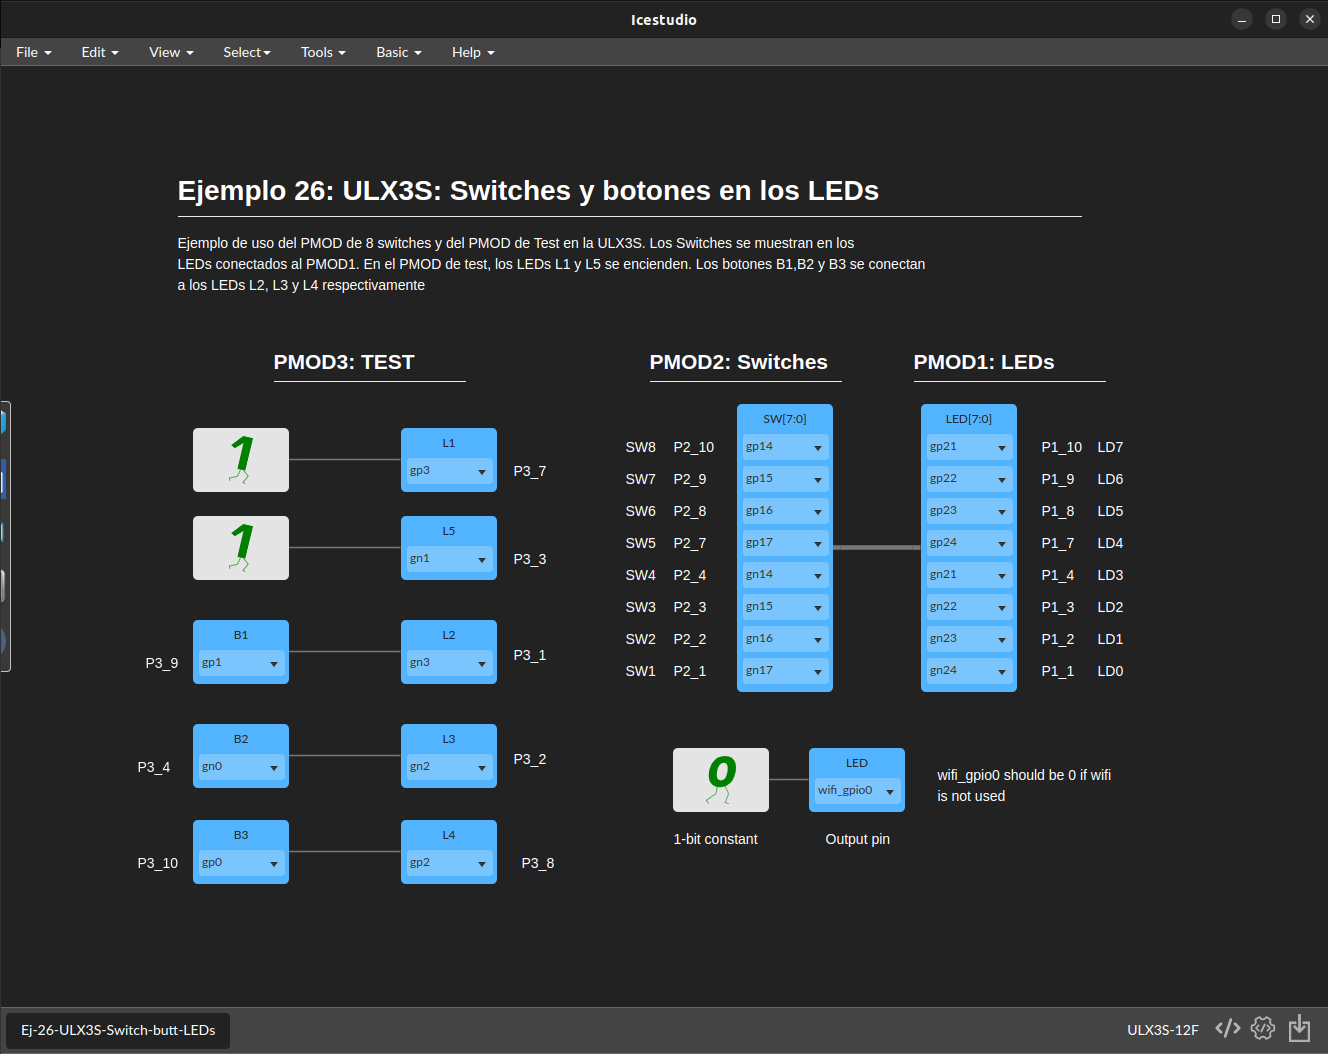 Icestudio
File Edit View Select Tools Basic Help
Ejemplo 26: ULX3S: Switches y botones en los LEDs
Ejemplo de uso del PMOD de 8 switches y del PMOD de Test en la ULX3S. Los Switches se muestran en los
LEDs conectados al PMOD1. En el PMOD de test, los LEDs L1 y L5 se encienden. Los botones B1,B2 y B3 se conectan
a los LEDs L2, L3 y L4 respectivamente
PMOD3: TEST
1
L1
gp3
P3_7
1
L5
gn1
P3_3
B1
gp1
P3_9
L2
gn3
P3_1
B2
gn0
P3_4
L3
gn2
P3_2
B3
gp0
P3_10
L4
gp2
P3_8
PMOD2: Switches
PMOD1: LEDs
SW[7:0]
LED[7:0]
SW8 P2_10 gp14 gp21 P1_10 LD7
SW7 P2_9 gp15 gp22 P1_9 LD6
SW6 P2_8 gp16 gp23 P1_8 LD5
SW5 P2_7 gp17 gp24 P1_7 LD4
SW4 P2_4 gn14 gn21 P1_4 LD3
SW3 P2_3 gn15 gn22 P1_3 LD2
SW2 P2_2 gn16 gn23 P1_2 LD1
SW1 P2_1 gn17 gn24 P1_1 LD0
0
LED
wifi_gpio0
wifi_gpio0 should be 0 if wifi
is not used
1-bit constant
Output pin
Ej-26-ULX3S-Switch-butt-LEDs
ULX3S-12F